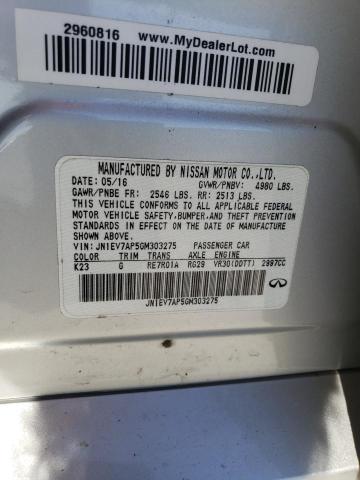 2960816
www.MyDealerLot.com
MANUFACTURED BY NISSAN MOTOR CO.,LTD.
DATE: 05/16 GVWR/PNBV: 4980 LBS.
GAWR/PNBE FR: 2546 LBS. RR: 2513 LBS.
THIS VEHICLE CONFORMS TO ALL APPLICABLE FEDERAL
MOTOR VEHICLE SAFETY,BUMPER,AND THEFT PREVENTION
STANDARDS IN EFFECT ON THE DATE OF MANUFACTURE
SHOWN ABOVE.
VIN: JN1EV7AP5GM303275 PASSENGER CAR
COLOR TRIM TRANS AXLE ENGINE
K23 G RE7R01A RG29 VR30(DDTT) 2997CC
JN1EV7AP5GM303275
INFINITI